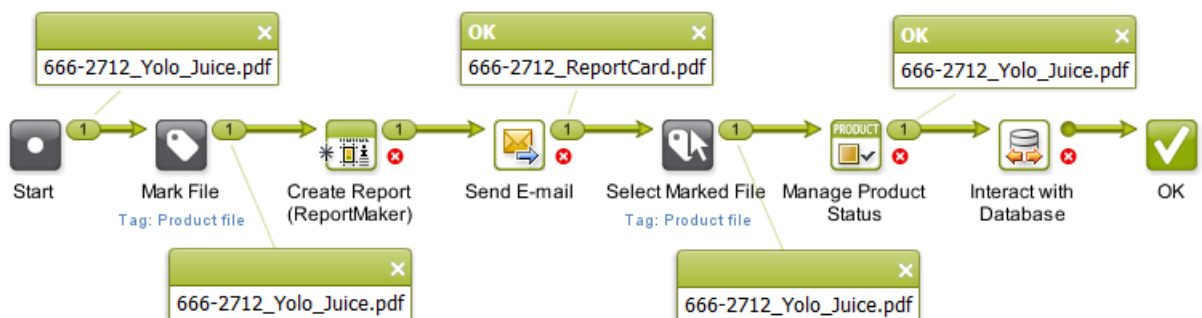 OK
OK
666-2712_Yolo_Juice.pdf
666-2712_ReportCard.pdf
666-2712_Yolo_Juice.pdf
1
1
1
1
1
PRODUCT
1
Start
Mark File
Tag: Product file
Create Report
(ReportMaker)
Send E-mail
Select Marked File
Tag: Product file
Manage Product
Status
Interact with
Database
OK
666-2712_Yolo_Juice.pdf
666-2712_Yolo_Juice.pdf